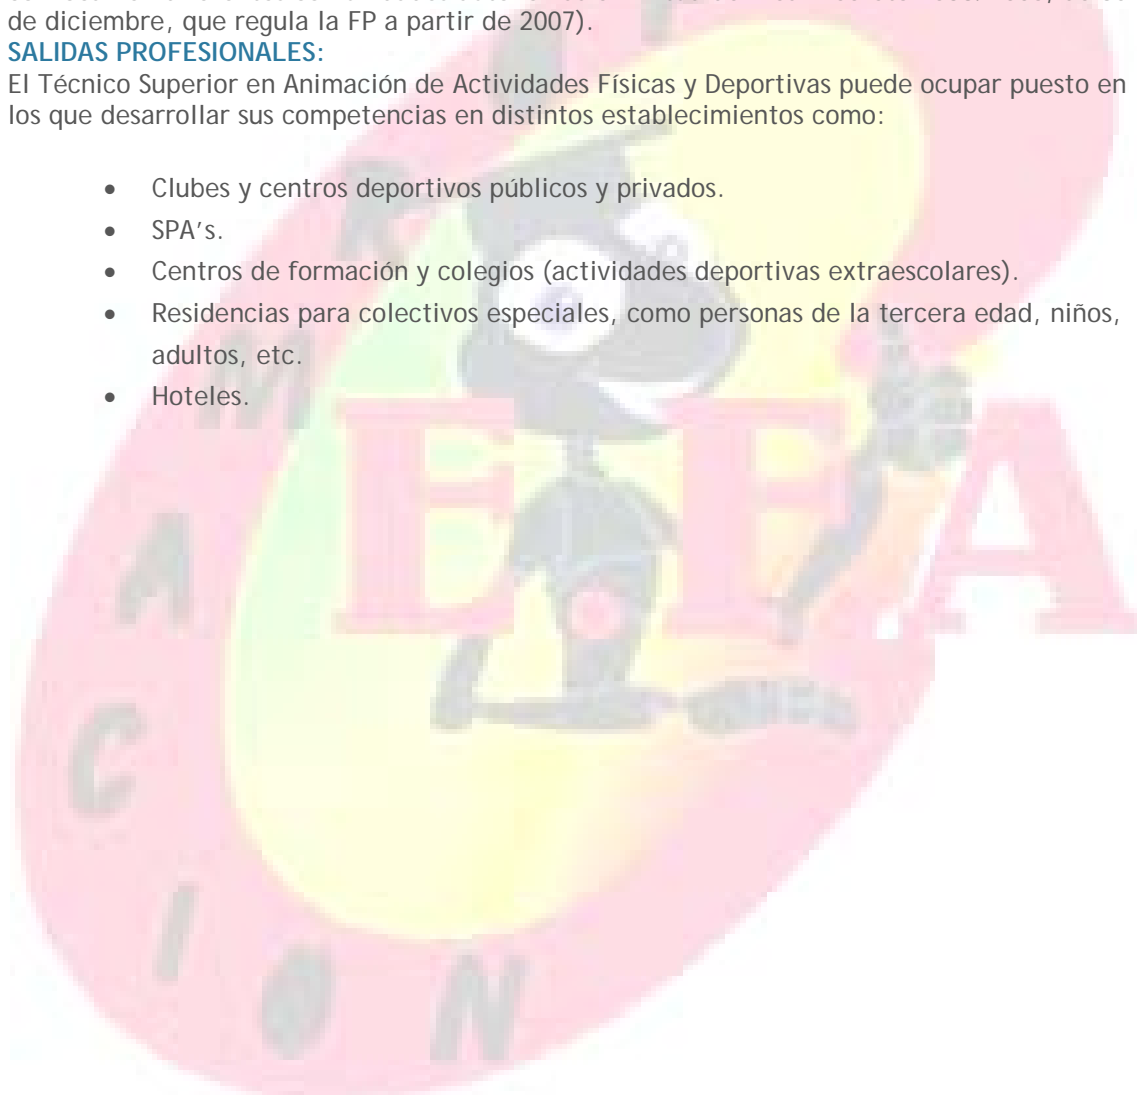 de diciembre, que regula la FP a partir de 2007).
SALIDAS PROFESIONALES:
El Técnico Superior en Animación de Actividades Físicas y Deportivas puede ocupar puesto en
los que desarrollar sus competencias en distintos establecimientos como:
• Clubes y centros deportivos públicos y privados.
• SPA's.
• Centros de formación y colegios (actividades deportivas extraescolares).
• Residencias para colectivos especiales, como personas de la tercera edad, niños,
adultos, etc.
• Hoteles.
EFA
RMACION